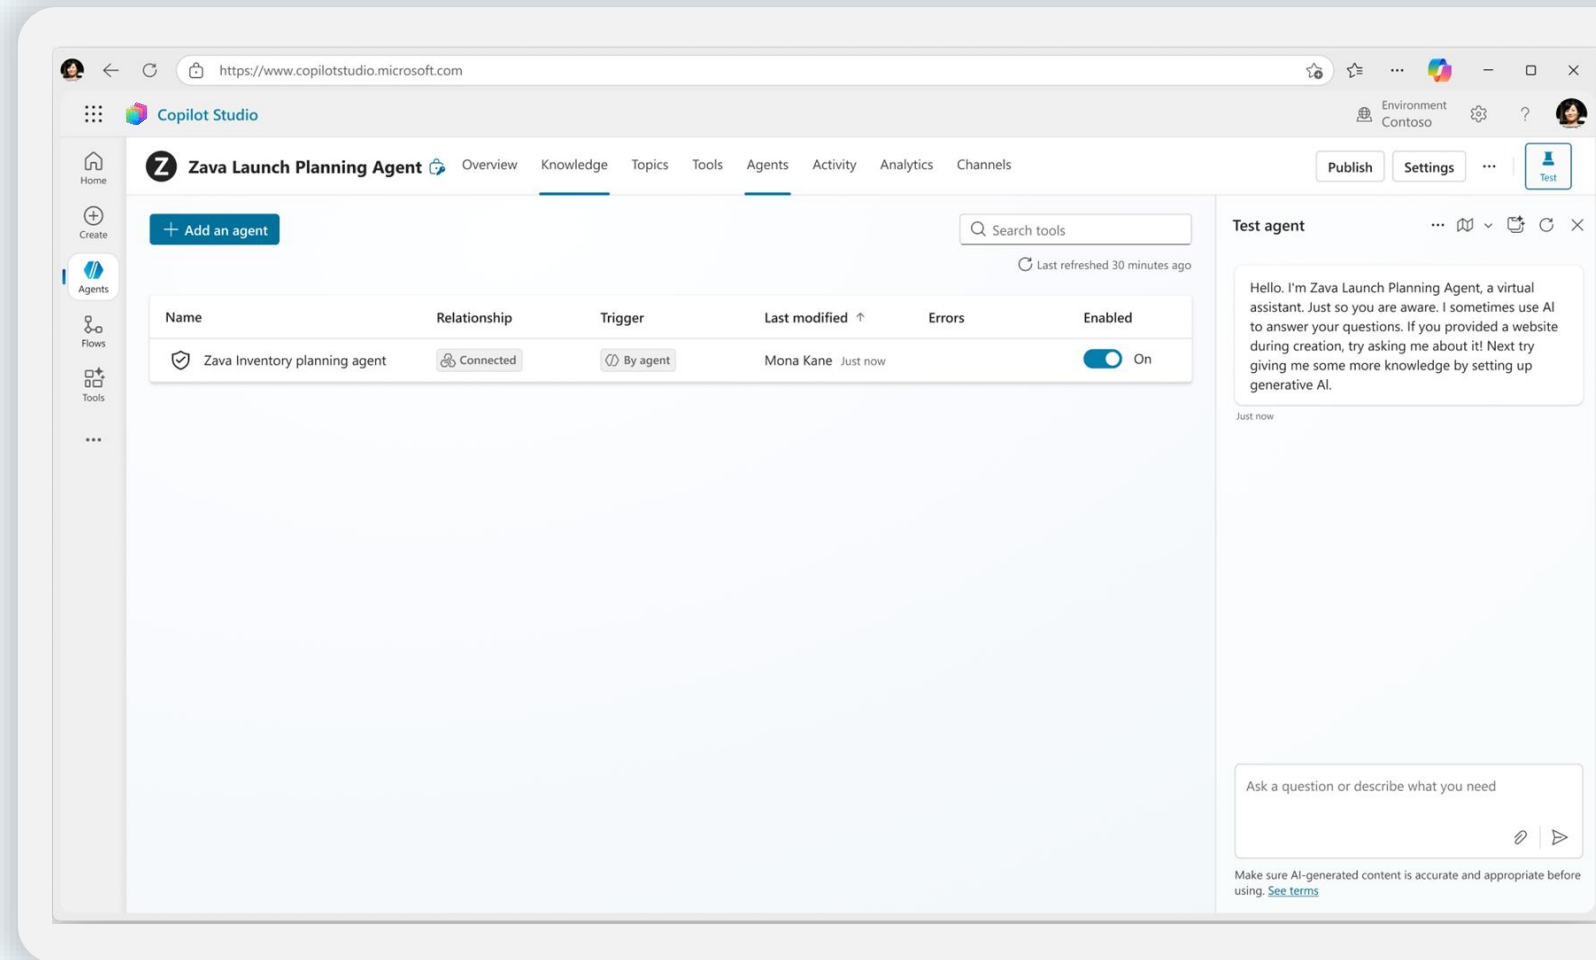 https://www.copilotstudio.microsoft.com
Copilot Studio
Environment
Contoso
?
Home
Create
Agents
Flows
Tools
Z Zava Launch Planning Agent
Overview Knowledge Topics Tools Agents Activity Analytics Channels
Publish Settings
Test
+ Add an agent
Search tools
Last refreshed 30 minutes ago
Name Relationship Trigger Last modified ↑ Errors Enabled
Zava Inventory planning agent Connected By agent Mona Kane Just now On
Test agent
Hello. I'm Zava Launch Planning Agent, a virtual
assistant. Just so you are aware. I sometimes use AI
to answer your questions. If you provided a website
during creation, try asking me about it! Next try
giving me some more knowledge by setting up
generative AI.
Just now
Ask a question or describe what you need
Make sure AI-generated content is accurate and appropriate before
using. See terms